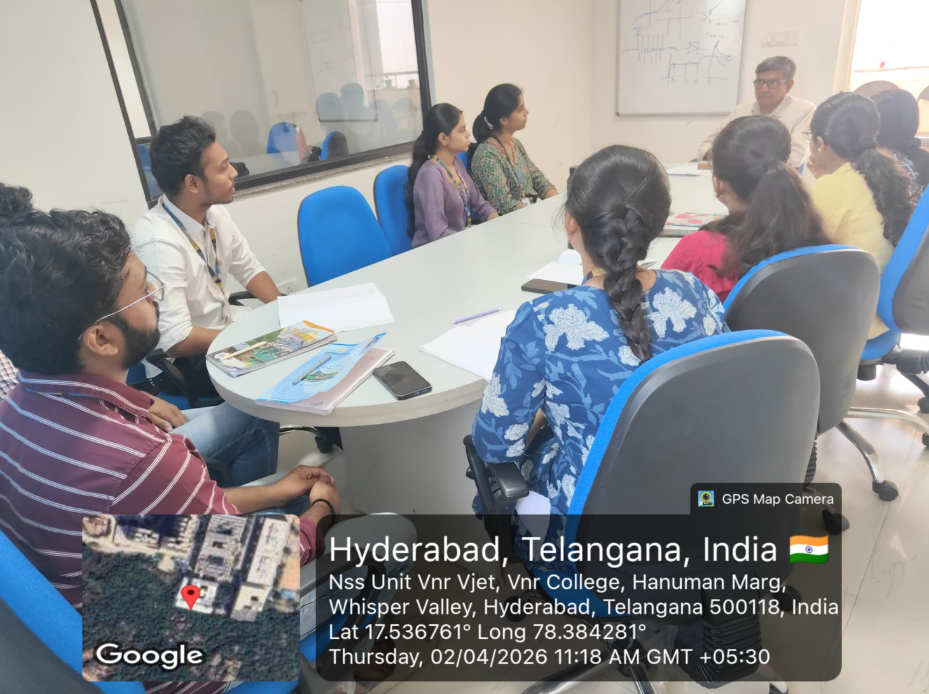 GPS Map Camera
Hyderabad, Telangana, India
Nss Unit Vnr Vjet, Vnr College, Hanuman Marg,
Whisper Valley, Hyderabad, Telangana 500118, India
Lat 17.536761° Long 78.384281°
Thursday, 02/04/2026 11:18 AM GMT +05:30
Google